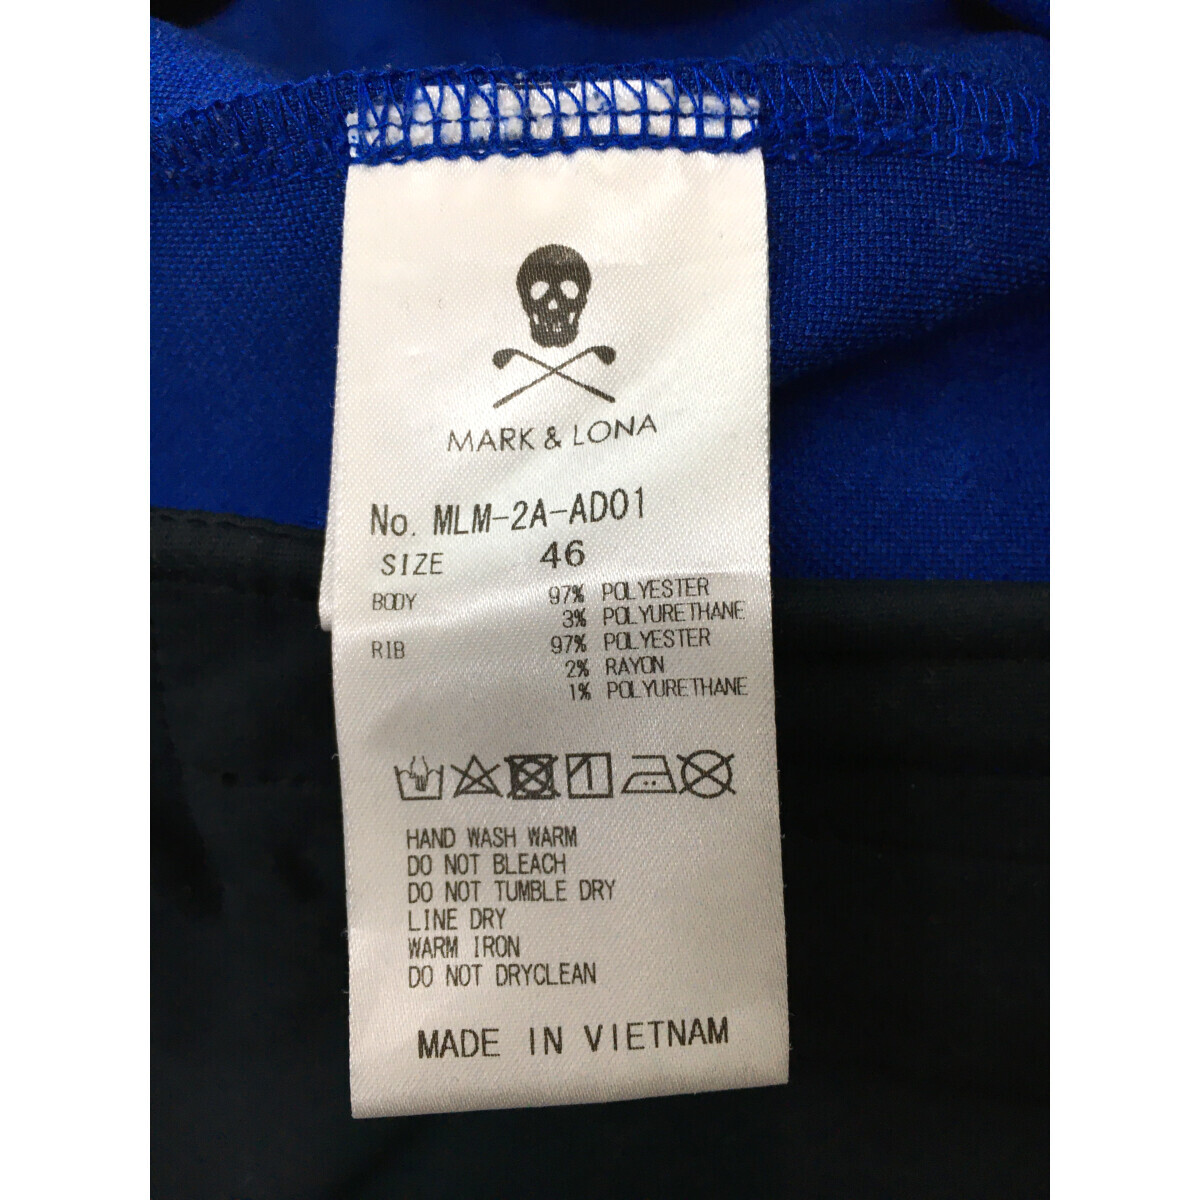 MARK & LONA
No. MLM-2A-AD01
SIZE 46
BODY 97% POLYESTER
3% POLYURETHANE
RIB 97% POLYESTER
2% RAYON
1% POLYURETHANE
HAND WASH WARM
DO NOT BLEACH
DO NOT TUMBLE DRY
LINE DRY
WARM IRON
DO NOT DRYCLEAN
MADE IN VIETNAM